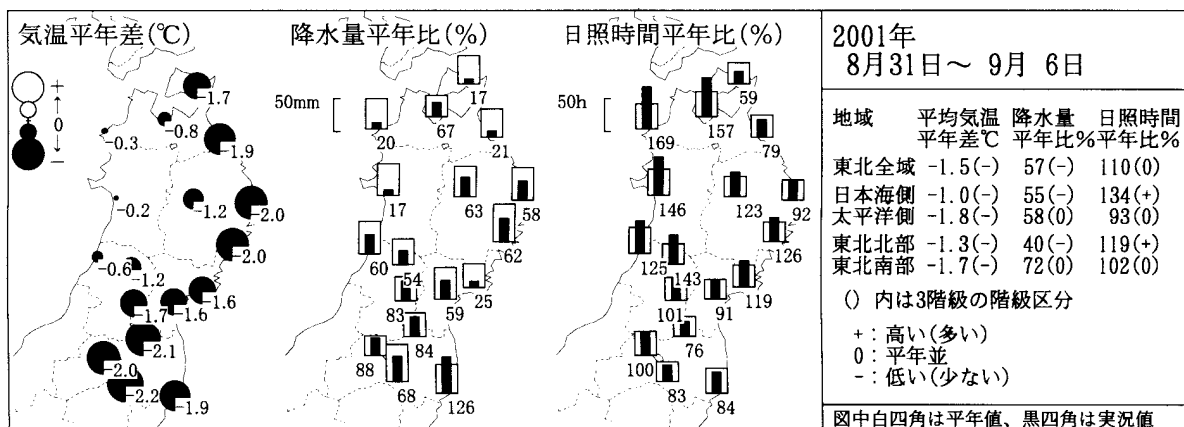 気温平年差(℃)
+
↑
0
↓
-
-1.7
-0.8
-0.3
-1.9
-0.2
-1.2
-2.0
-2.0
-0.6
-1.2
-1.6
-1.6
-1.7
-2.1
-2.0
-2.2
-1.9
降水量平年比(%)
50mm
17
67
20
21
17
63
58
62
60
54
25
59
83
84
88
68
126
日照時間平年比(%)
50h
59
157
169
79
146
123
92
126
125
143
119
91
101
76
100
83
84
2001年
8月31日~ 9月 6日
地域 平均気温 降水量 日照時間
平年差℃ 平年比% 平年比%
東北全域 -1.5(-) 57(-) 110(0)
日本海側 -1.0(-) 55(-) 134(+)
太平洋側 -1.8(-) 58(0) 93(0)
東北北部 -1.3(-) 40(-) 119(+)
東北南部 -1.7(-) 72(0) 102(0)
() 内は3階級の階級区分
+:高い(多い)
0:平年並
-:低い(少ない)
図中白四角は平年値、黒四角は実況値